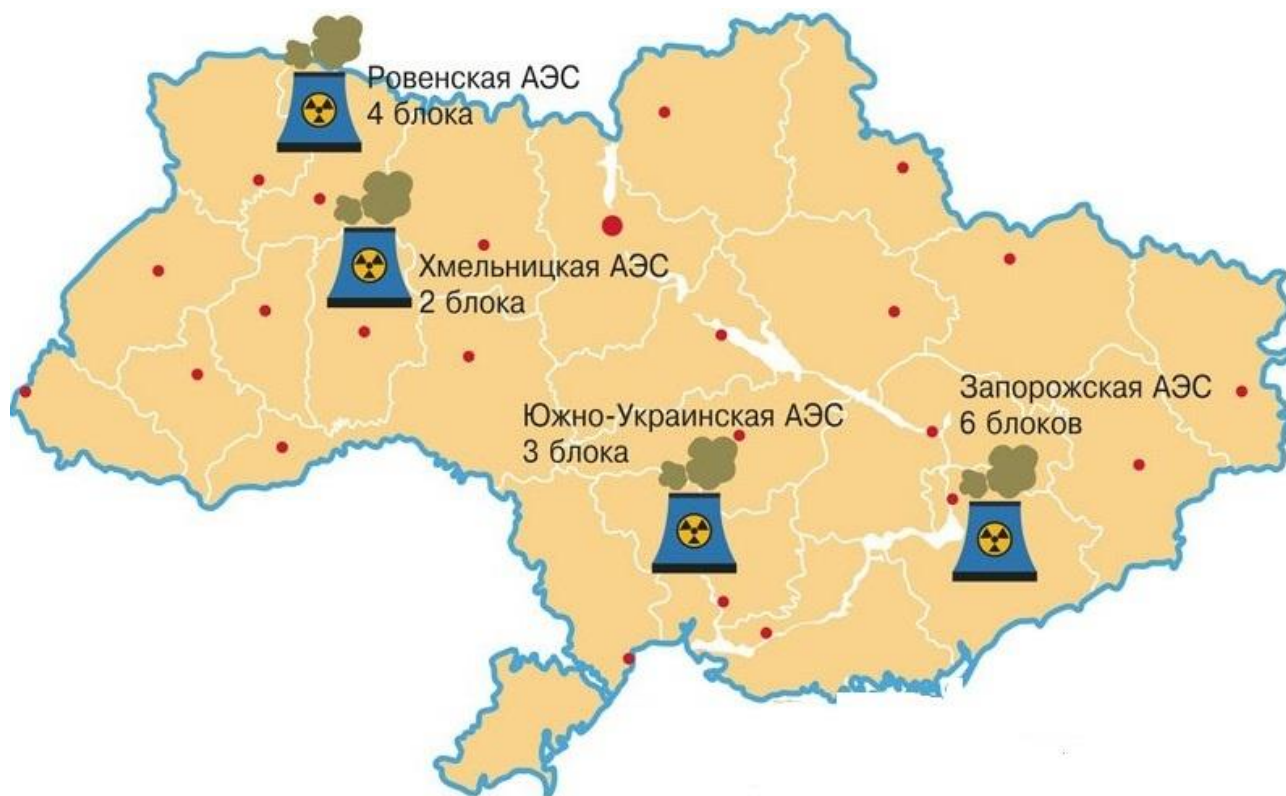 Ровенская АЭС
4 блока
Хмельницкая АЭС
2 блока
Южно-Украинская АЭС
3 блока
Запорожская АЭС
6 блоков